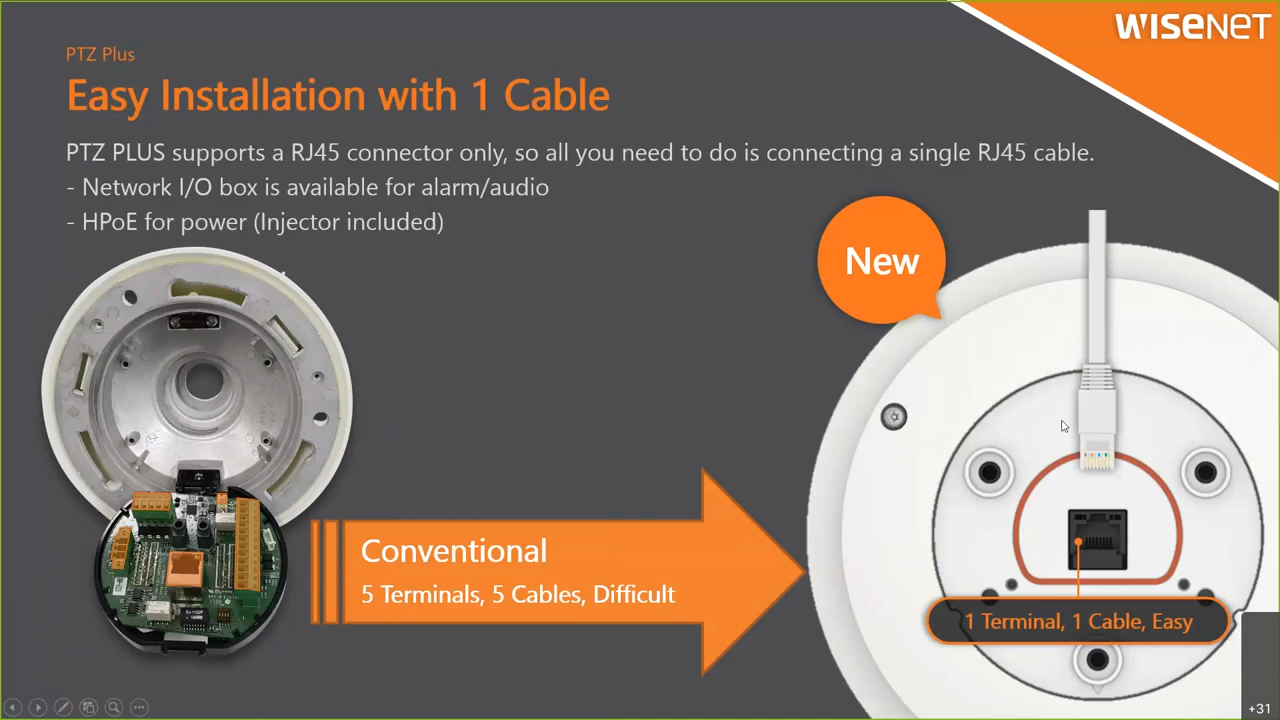 WISENET
PTZ Plus
Easy Installation with 1 Cable
PTZ PLUS supports a RJ45 connector only, so all you need to do is connecting a single RJ45 cable.
- Network I/O box is available for alarm/audio
- HPoE for power (Injector included)
New
Conventional
5 Terminals, 5 Cables, Difficult
1 Terminal, 1 Cable, Easy
+31